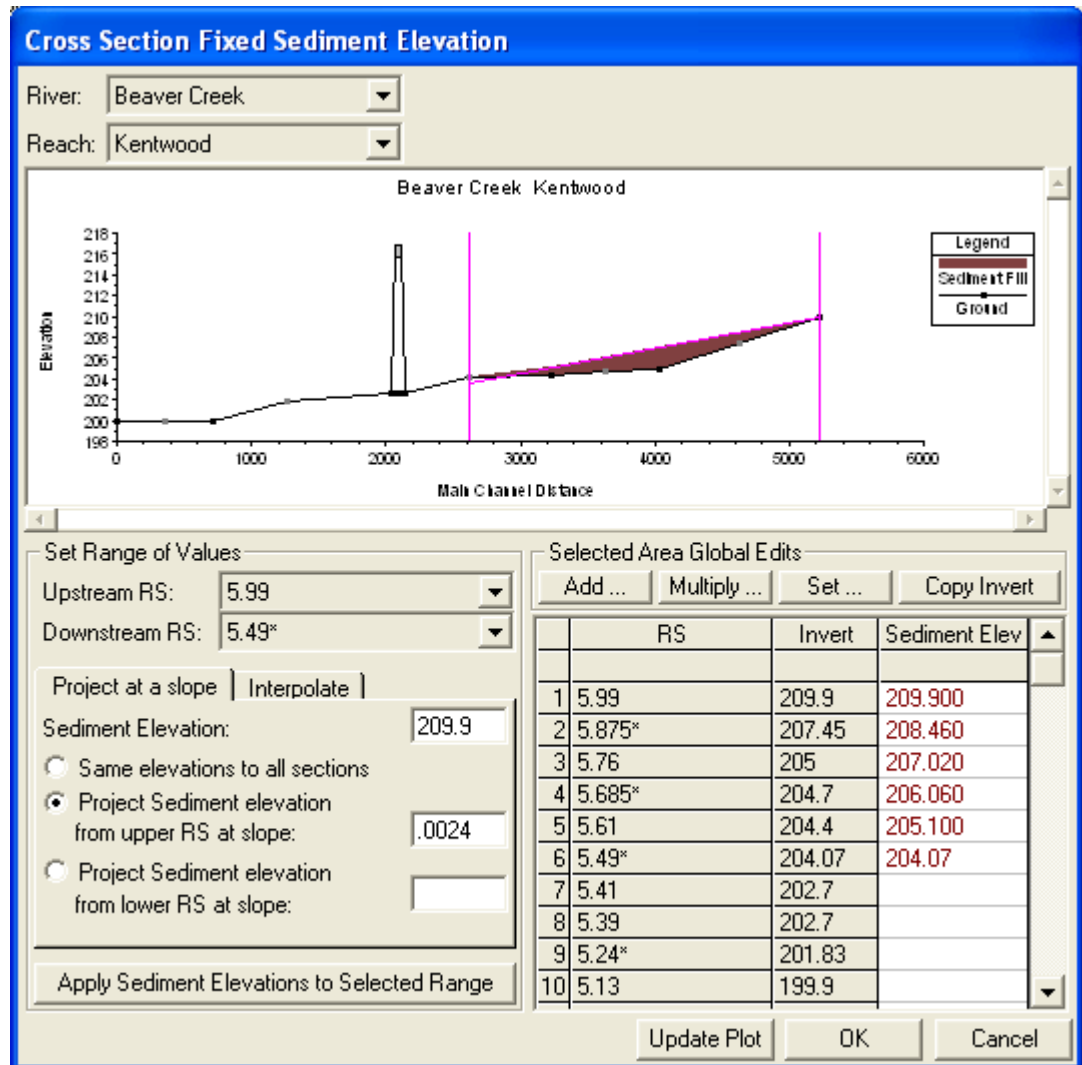 Cross Section Fixed Sediment Elevation
River: Beaver Creek
Reach: Kentwood
Beaver Creek Kentwood
218
216
214
212
210
208
206
204
202
200
198
Elevation
0 1000 2000 3000 4000 5000 6000
Main Channel Distance
Legend
Sediment Fill
Ground
Set Range of Values
Upstream RS: 5.99
Downstream RS: 5.49*
Project at a slope Interpolate
Sediment Elevation: 209.9
Same elevations to all sections
Project Sediment elevation
from upper RS at slope: .0024
Project Sediment elevation
from lower RS at slope:
Apply Sediment Elevations to Selected Range
Selected Area Global Edits
Add ... Multiply ... Set ... Copy Invert
RS Invert Sediment Elev
1 5.99 209.9 209.900
2 5.875* 207.45 208.460
3 5.76 205 207.020
4 5.685* 204.7 206.060
5 5.61 204.4 205.100
6 5.49* 204.07 204.07
7 5.41 202.7
8 5.39 202.7
9 5.24* 201.83
10 5.13 199.9
Update Plot OK Cancel